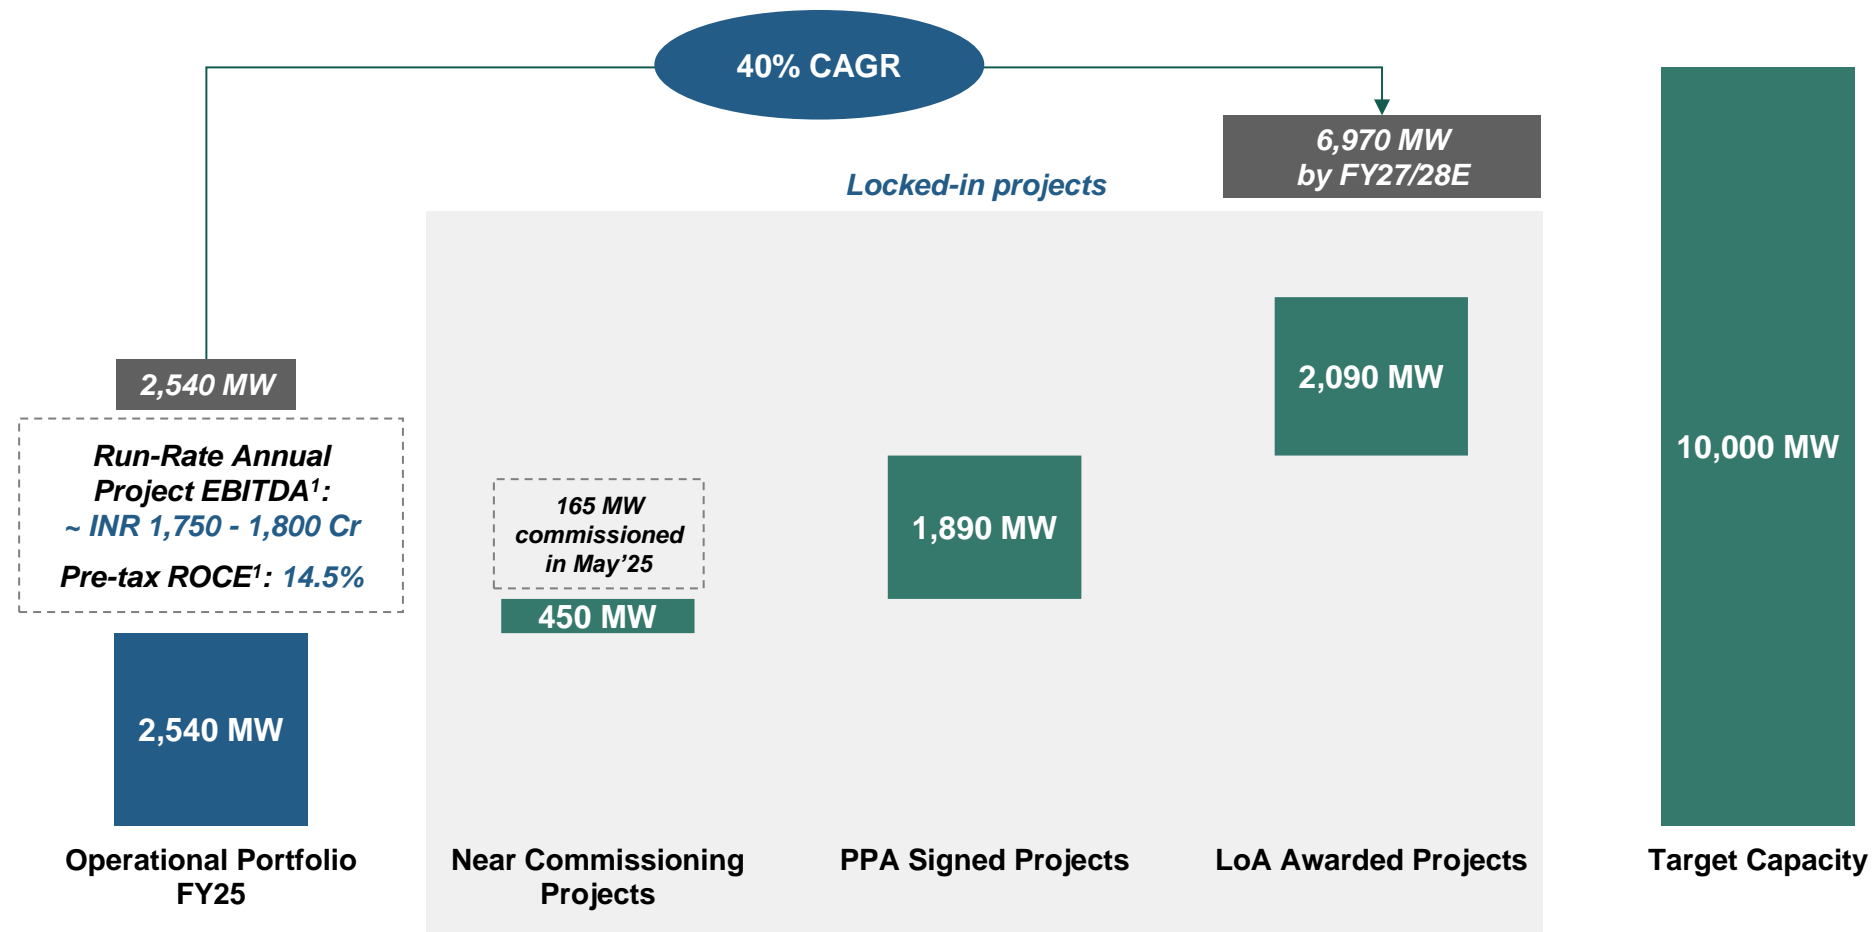 40% CAGR
6,970 MW
by FY27/28E
Locked-in projects
2,540 MW
Run-Rate Annual
Project EBITDA¹:
~ INR 1,750 - 1,800 Cr
Pre-tax ROCE¹: 14.5%
2,540 MW
165 MW
commissioned
in May’25
450 MW
1,890 MW
2,090 MW
10,000 MW
Operational Portfolio
FY25
Near Commissioning
Projects
PPA Signed Projects
LoA Awarded Projects
Target Capacity